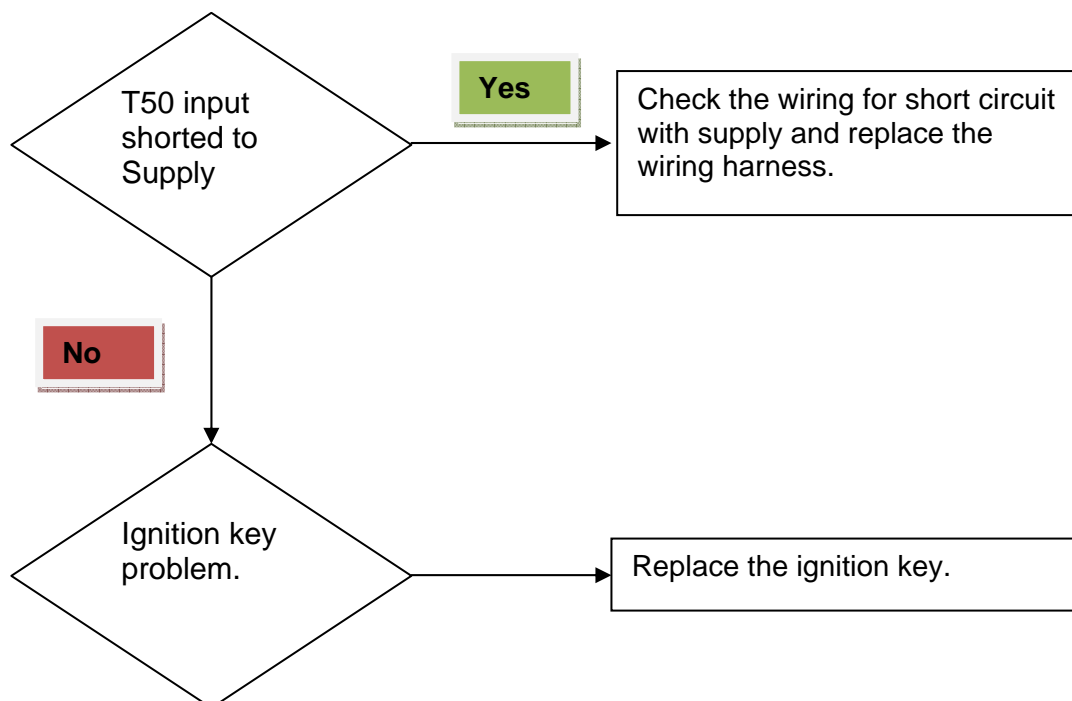 T50 input
shorted to
Supply
Yes
Check the wiring for short circuit
with supply and replace the
wiring harness.
No
Ignition key
problem.
Replace the ignition key.